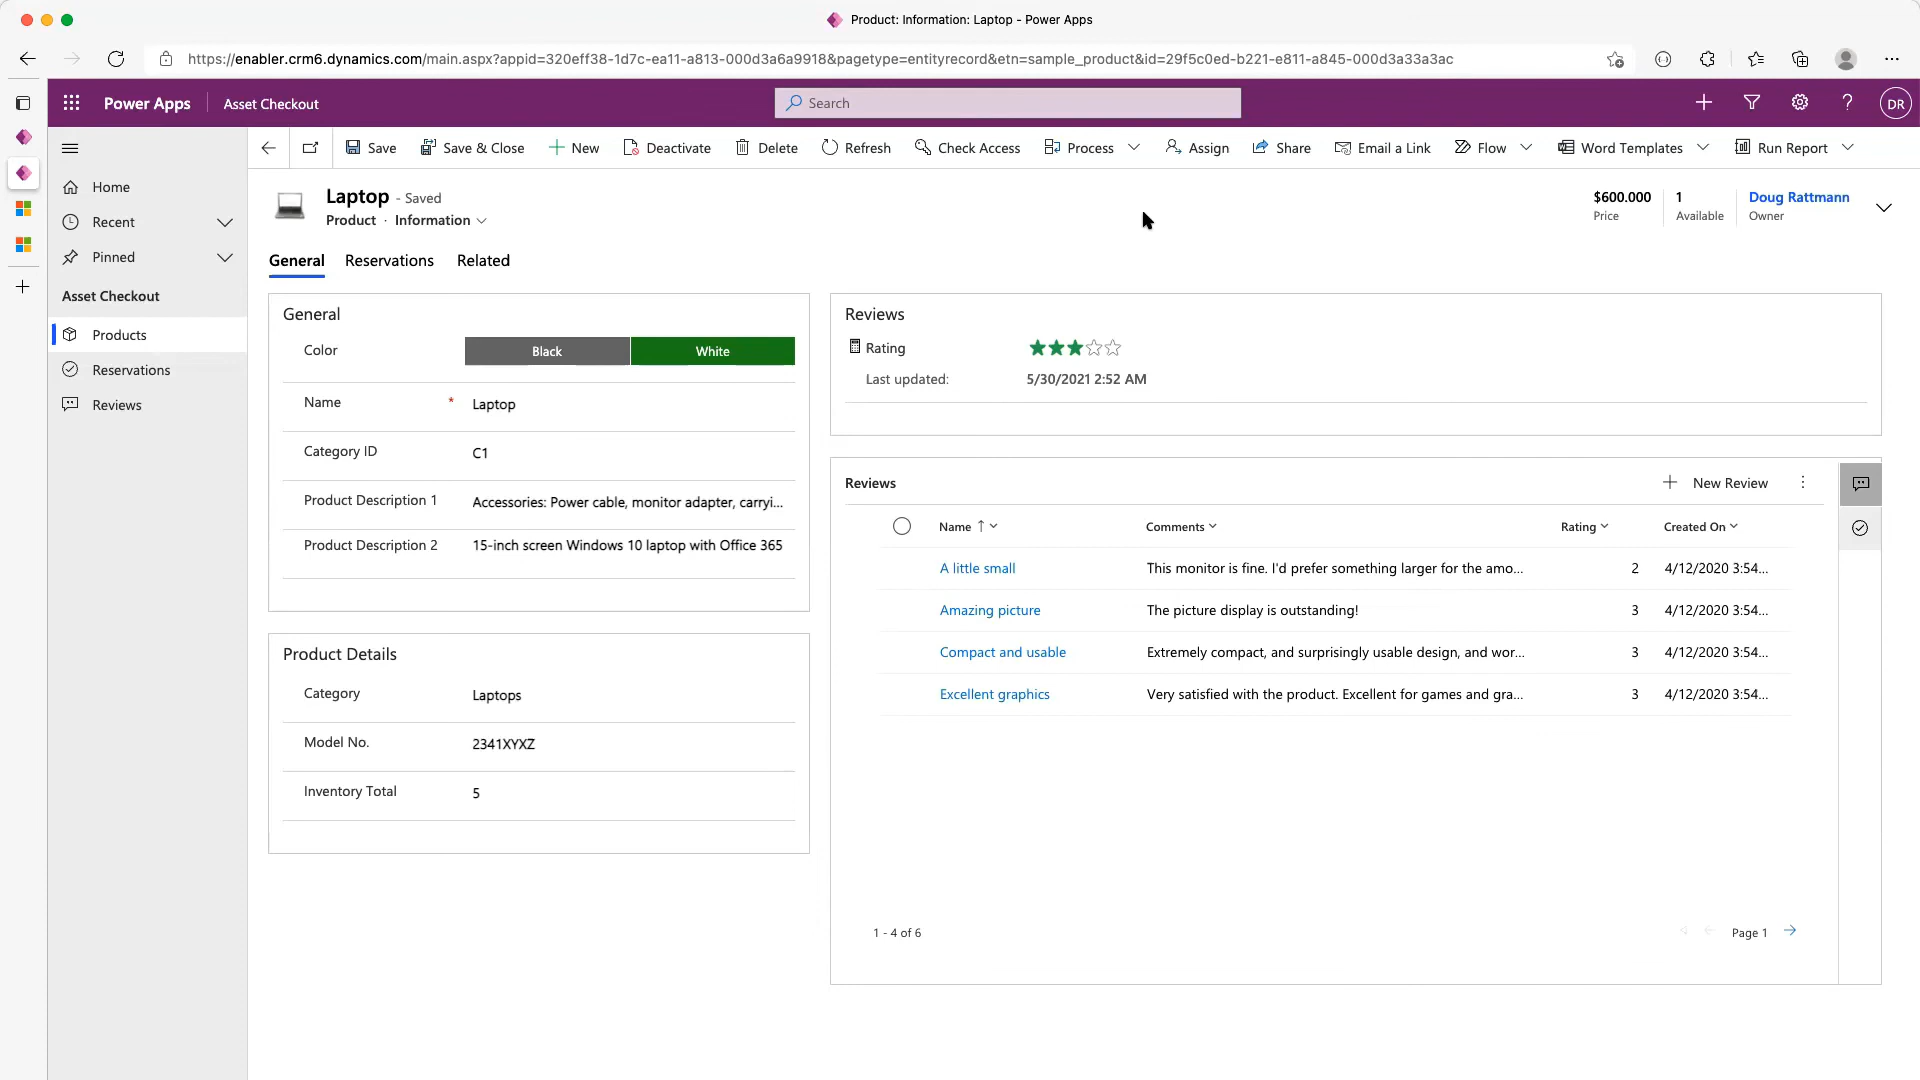 Product: Information: Laptop - Power Apps
https://enabler.crm6.dynamics.com/main.aspx?appid=320eff38-1d7c-ea11-a813-000d3a6a9918&pagetype=entityrecord&etn=sample_product&id=29f5c0ed-b221-e811-a845-000d3a33a3ac
Power Apps Asset Checkout
Search
? DR
Save Save & Close New Deactivate Delete Refresh Check Access Process Assign Share Email a Link Flow Word Templates Run Report
Home
Recent
Pinned
Asset Checkout
Products
Reservations
Reviews
Laptop - Saved
Product · Information
$600.000
Price
1
Available
Doug Rattmann
Owner
General Reservations Related
General
Color Black White
Name * Laptop
Category ID C1
Product Description 1 Accessories: Power cable, monitor adapter, carryi...
Product Description 2 15-inch screen Windows 10 laptop with Office 365
Product Details
Category Laptops
Model No. 2341XYXZ
Inventory Total 5
Reviews
Rating
Last updated: 5/30/2021 2:52 AM
Reviews New Review
Name Comments Rating Created On
A little small This monitor is fine. I'd prefer something larger for the amo... 2 4/12/2020 3:54...
Amazing picture The picture display is outstanding! 3 4/12/2020 3:54...
Compact and usable Extremely compact, and surprisingly usable design, and wor... 3 4/12/2020 3:54...
Excellent graphics Very satisfied with the product. Excellent for games and gra... 3 4/12/2020 3:54...
1 - 4 of 6 Page 1